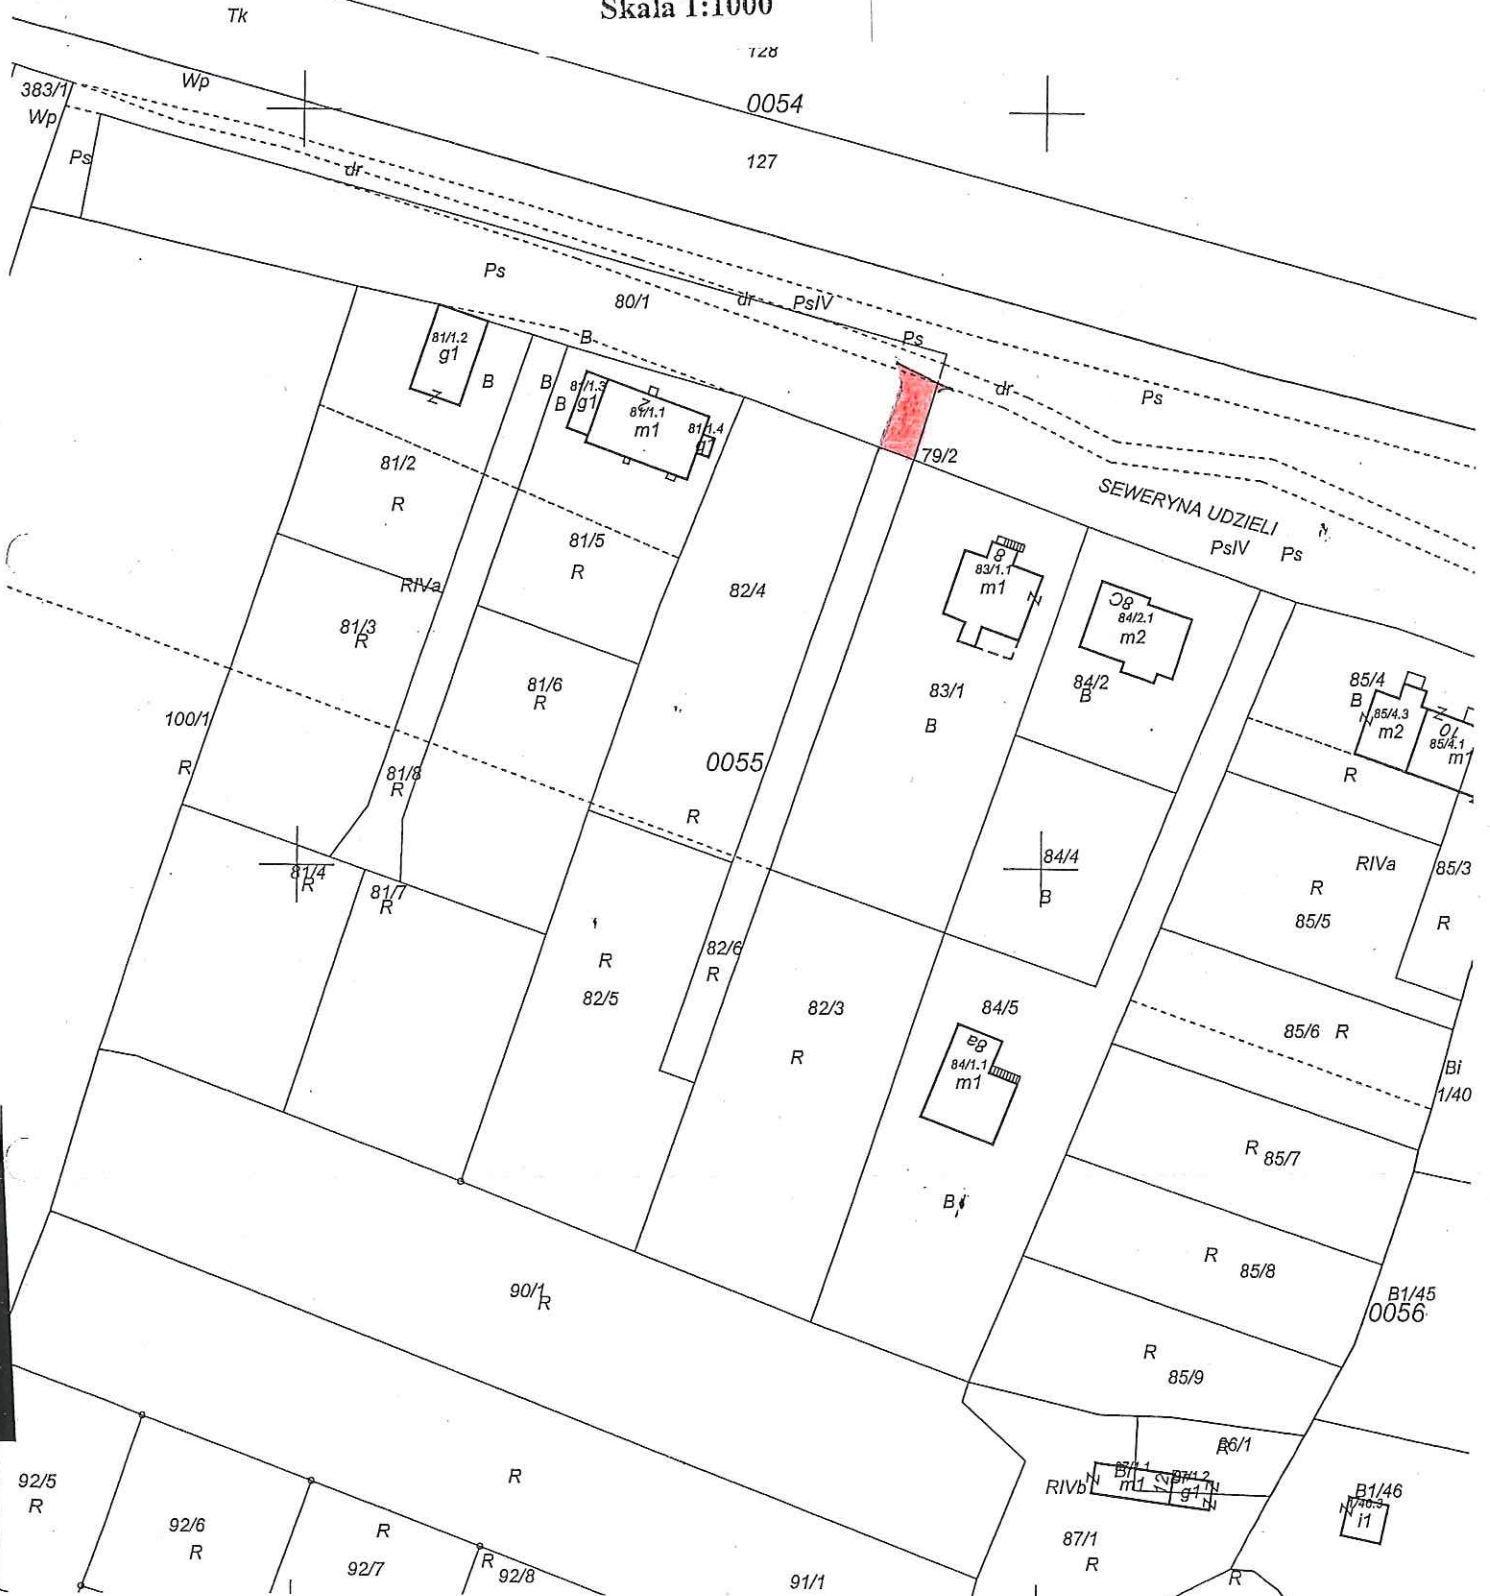 Skala 1:1000
Tk
128
383/1
Wp
0054
Wp
Ps
dr
127
Ps
80/1
dr
PsIV
Ps
dr
Ps
81/1.2
g1
B
B
B
B
81/1.3
g1
81/1.1
m1
81/1.4
g1
79/2
81/2
R
SEWERYNA UDZIELI
PsIV
Ps
81/5
R
8
83/1.1
m1
RIVa
82/4
8C
84/2.1
m2
81/3
R
81/6
R
83/1
B
84/2
B
85/4
B
85/4.3
m2
10
85/4.1
m1
100/1
R
0055
81/8
R
R
R
84/4
B
RIVa
85/3
R
R
85/5
81/4
R
81/7
R
82/6
R
R
82/5
82/3
R
84/5
8a
84/1.1
m1
85/6 R
Bi
1/40
R 85/7
B
R
85/8
90/1
R
B1/45
0056
R
85/9
86/1
R
92/5
R
R
RIVb
m1
12
g1
B1/46
i1
92/6
R
R
92/7
R
92/8
91/1
87/1
R
R